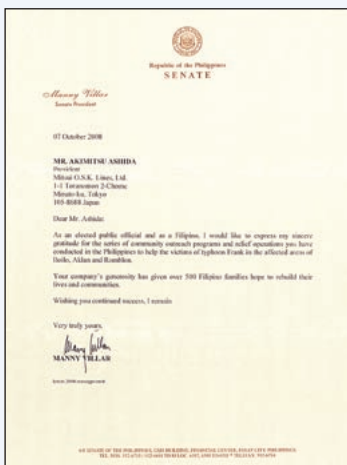 Republic of the Philippines
SENATE
Manny Villar
Senate President
07 October 2008
MR. AKIMITSU ASHIDA
President
Mitsui O.S.K. Lines, Ltd.
1-1 Toranomon 2-Chome
Minato-ku, Tokyo
105-8688 Japan
Dear Mr. Ashida:
As an elected public official and as a Filipino, I would like to express my sincere
gratitude for the series of community outreach programs and relief operations you have
conducted in the Philippines to help the victims of typhoon Frank in the affected areas of
Iloilo, Aklan and Romblon.
Your company's generosity has given over 500 Filipino families hope to rebuild their
lives and communities.
Wishing you continued success, I remain
Very truly yours,
MANNY VILLAR